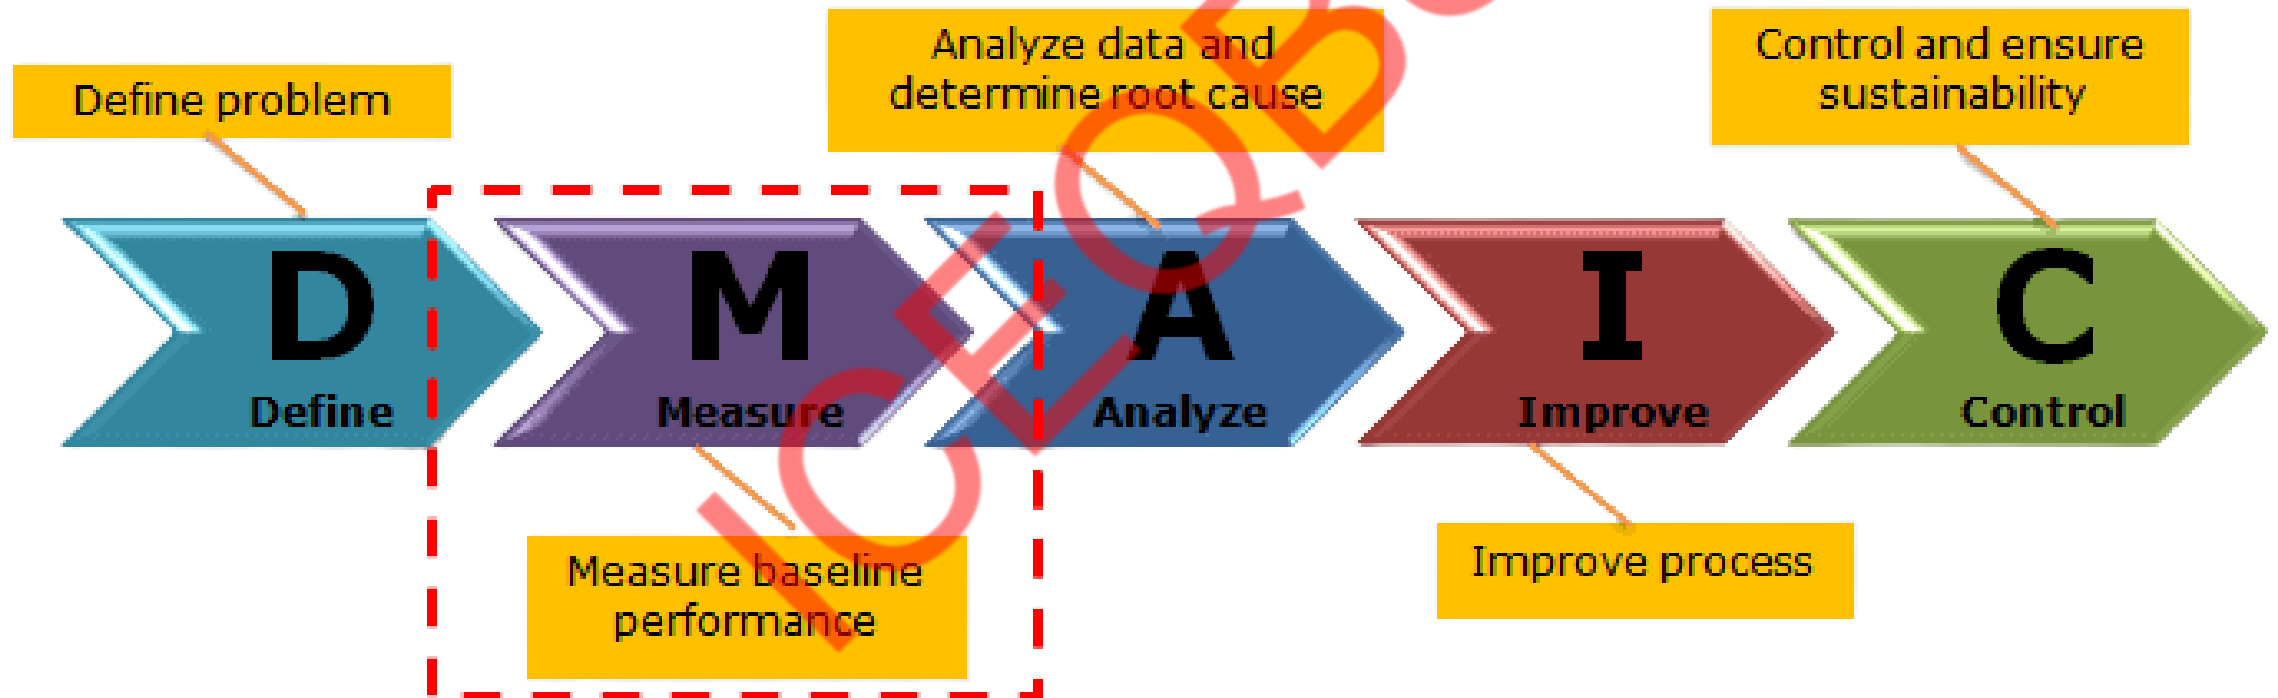 Define problem
Analyze data and
determine root cause
Control and ensure
sustainability
D
Define
M
Measure
A
Analyze
I
Improve
C
Control
Measure baseline
performance
Improve process